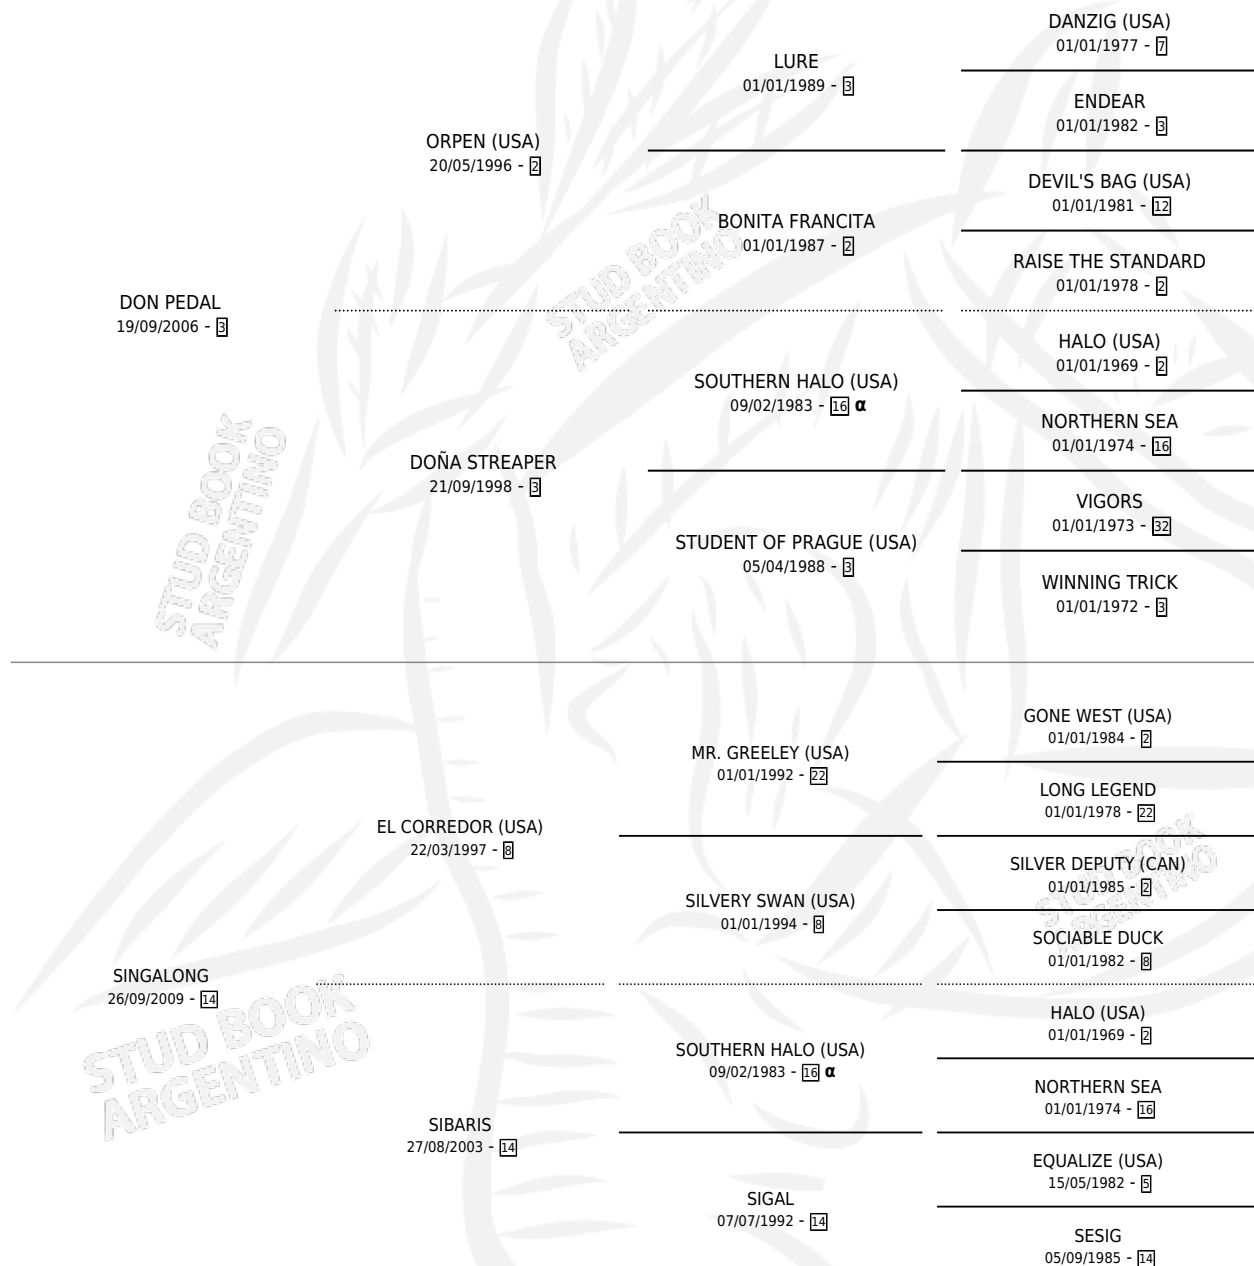 DANZIG (USA)
01/01/1977 - 7
LURE
01/01/1989 - 3
ENDEAR
01/01/1982 - 3
ORPEN (USA)
20/05/1996 - 2
DEVIL'S BAG (USA)
01/01/1981 - 12
BONITA FRANCITA
01/01/1987 - 2
RAISE THE STANDARD
01/01/1978 - 2
STUD BOOK
ARGENTINO
DON PEDAL
19/09/2006 - 3
HALO (USA)
01/01/1969 - 2
SOUTHERN HALO (USA)
09/02/1983 - 16 α
NORTHERN SEA
01/01/1974 - 16
DOÑA STREAPER
21/09/1998 - 3
STUD BOOK
ARGENTINO
VIGORS
01/01/1973 - 32
STUDENT OF PRAGUE (USA)
05/04/1988 - 3
WINNING TRICK
01/01/1972 - 3
GONE WEST (USA)
01/01/1984 - 2
MR. GREELEY (USA)
01/01/1992 - 22
LONG LEGEND
01/01/1978 - 22
EL CORREDOR (USA)
22/03/1997 - 8
SILVER DEPUTY (CAN)
01/01/1985 - 2
STUD BOOK
ARGENTINO
SILVERY SWAN (USA)
01/01/1994 - 8
SOCIABLE DUCK
01/01/1982 - 8
SINGALONG
26/09/2009 - 14
STUD BOOK
ARGENTINO
HALO (USA)
01/01/1969 - 2
SOUTHERN HALO (USA)
09/02/1983 - 16 α
NORTHERN SEA
01/01/1974 - 16
SIBARIS
27/08/2003 - 14
EQUALIZE (USA)
15/05/1982 - 5
SIGAL
07/07/1992 - 14
SESIG
05/09/1985 - 14